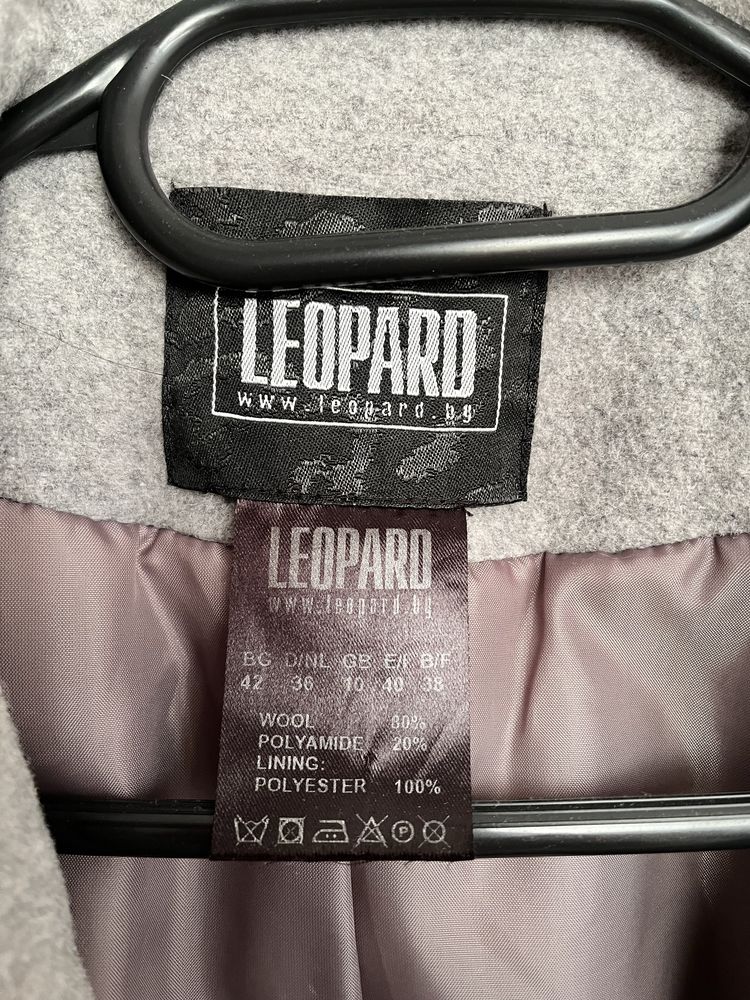 LEOPARD
www.leopard.bg
LEOPARD
www.leopard.bg
BG D/NL GB E/I B/F
42 36 10 40 38
WOOL 80%
POLYAMIDE 20%
LINING:
POLYESTER 100%
P